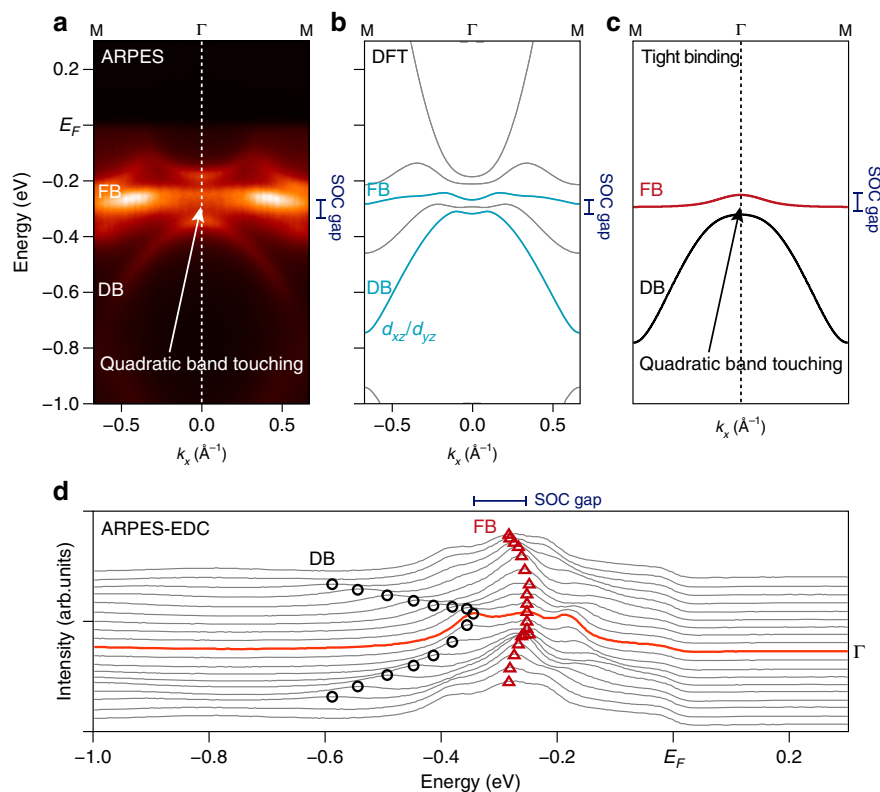 a
M
Γ
M
ARPES
0.2
E_F
−0.2
−0.4
−0.6
−0.8
−1.0
Energy (eV)
FB
DB
Quadratic band touching
SOC gap
−0.5
0.0
0.5
k_x (Å⁻¹)
b
M
Γ
M
DFT
FB
DB
d_xz/d_yz
SOC gap
−0.5
0.0
0.5
k_x (Å⁻¹)
c
M
Γ
M
Tight binding
FB
DB
Quadratic band touching
SOC gap
k_x (Å⁻¹)
d
SOC gap
ARPES-EDC
FB
DB
Intensity (arb.units)
Γ
−1.0
−0.8
−0.6
−0.4
−0.2
E_F
0.2
Energy (eV)